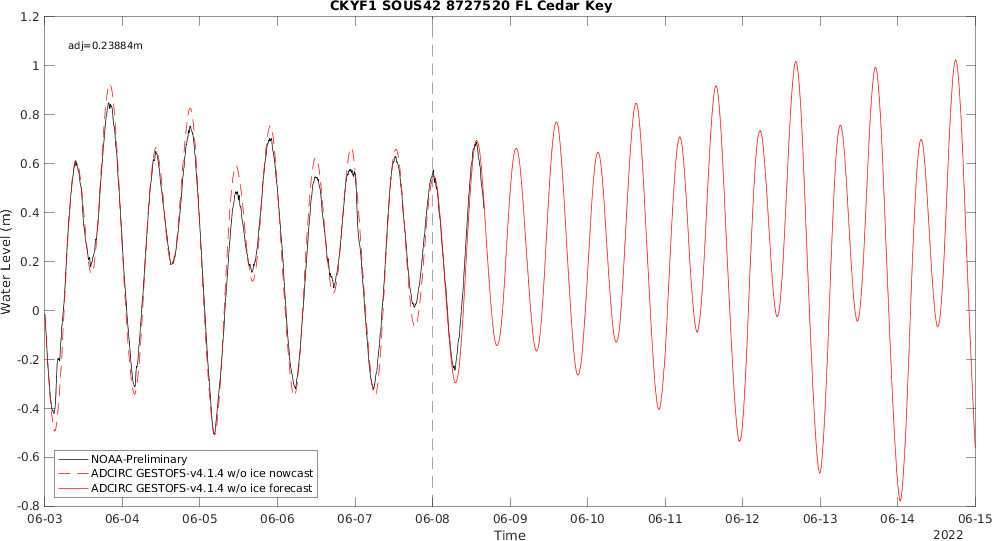 CKYF1 SOUS42 8727520 FL Cedar Key
adj=0.23884m
1.2
1
0.8
0.6
0.4
0.2
0
-0.2
-0.4
-0.6
-0.8
Water Level (m)
NOAA-Preliminary
ADCIRC GESTOFS-v4.1.4 w/o ice nowcast
ADCIRC GESTOFS-v4.1.4 w/o ice forecast
06-03 06-04 06-05 06-06 06-07 06-08 06-09 06-10 06-11 06-12 06-13 06-14 06-15
Time
2022